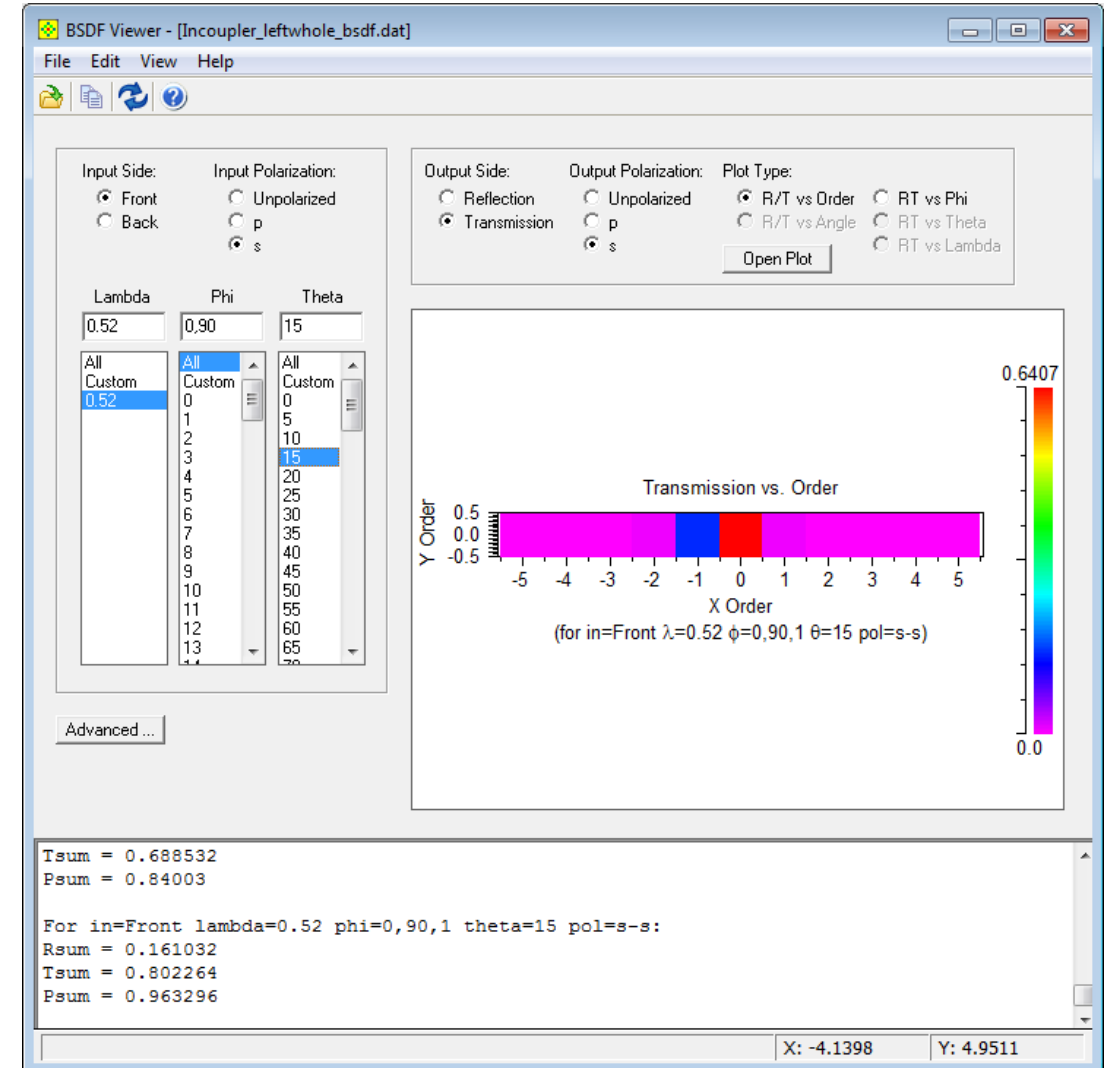 BSDF Viewer - [Incoupler_leftwhole_bsdf.dat]
File Edit View Help
Input Side:
Front
Back
Input Polarization:
Unpolarized
p
s
Lambda
0.52
All
Custom
0.52
Phi
0,90
All
Custom
0
1
2
3
4
5
6
7
8
9
10
11
12
13
Theta
15
All
Custom
0
5
10
15
20
25
30
35
40
45
50
55
60
65
Advanced ...
Output Side:
Reflection
Transmission
Output Polarization:
Unpolarized
p
s
Plot Type:
R/T vs Order
R/T vs Angle
RT vs Phi
RT vs Theta
RT vs Lambda
Open Plot
0.6407
0.0
Transmission vs. Order
Y Order
0.5
0.0
-0.5
-5 -4 -3 -2 -1 0 1 2 3 4 5
X Order
(for in=Front λ=0.52 ϕ=0,90,1 θ=15 pol=s-s)
Tsum = 0.688532
Psum = 0.84003
For in=Front lambda=0.52 phi=0,90,1 theta=15 pol=s-s:
Rsum = 0.161032
Tsum = 0.802264
Psum = 0.963296
X: -4.1398
Y: 4.9511